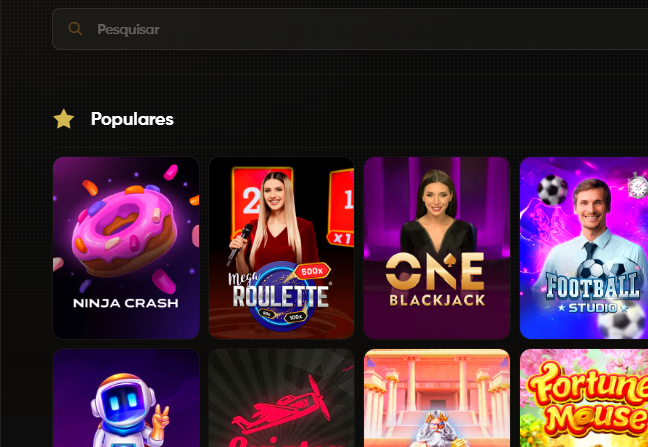 Pesquisar
Populares
2
1
x1
NINJA CRASH
Mega
500x
ROULETTE
50x
100x
ONE
BLACKJACK
FOOTBALL
STUDIO
Fortune
Mouse